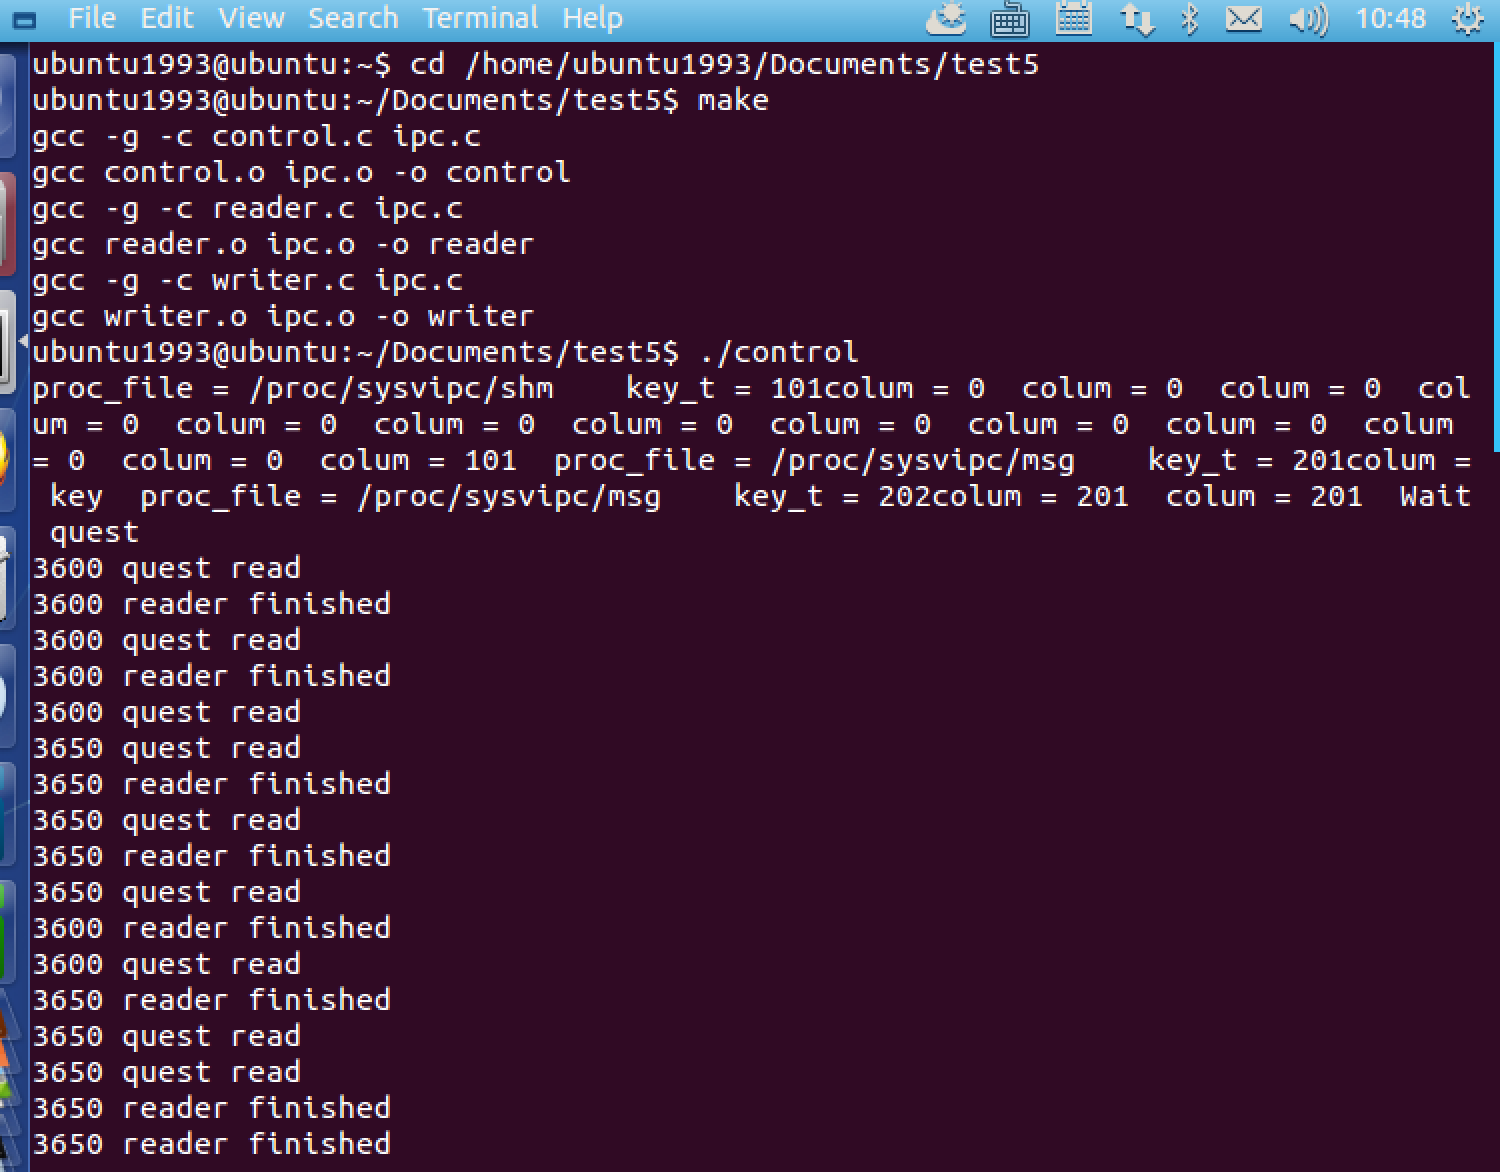 File Edit View Search Terminal Help 10:48
ubuntu1993@ubuntu:~$ cd /home/ubuntu1993/Documents/test5
ubuntu1993@ubuntu:~/Documents/test5$ make
gcc -g -c control.c ipc.c
gcc control.o ipc.o -o control
gcc -g -c reader.c ipc.c
gcc reader.o ipc.o -o reader
gcc -g -c writer.c ipc.c
gcc writer.o ipc.o -o writer
ubuntu1993@ubuntu:~/Documents/test5$ ./control
proc_file = /proc/sysvipc/shm    key_t = 101colum = 0  colum = 0  colum = 0  col
um = 0  colum = 0  colum = 0  colum = 0  colum = 0  colum = 0  colum = 0  colum
= 0  colum = 0  colum = 101  proc_file = /proc/sysvipc/msg    key_t = 201colum =
 key  proc_file = /proc/sysvipc/msg    key_t = 202colum = 201  colum = 201  Wait
 quest
3600 quest read
3600 reader finished
3600 quest read
3600 reader finished
3600 quest read
3650 quest read
3650 reader finished
3650 quest read
3650 reader finished
3650 quest read
3600 reader finished
3600 quest read
3650 reader finished
3650 quest read
3650 quest read
3650 reader finished
3650 reader finished